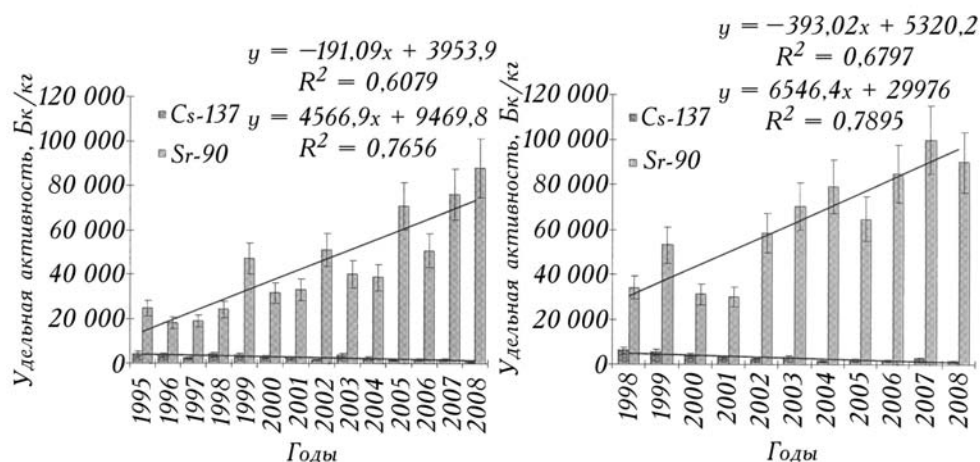 y = −191,09x + 3953,9
R² = 0,6079
y = 4566,9x + 9469,8
R² = 0,7656
Удельная активность, Бк/кг
120 000
100 000
80 000
60 000
40 000
20 000
0
Cs-137
Sr-90
1995
1996
1997
1998
1999
2000
2001
2002
2003
2004
2005
2006
2007
2008
Годы
y = −393,02x + 5320,2
R² = 0,6797
y = 6546,4x + 29976
R² = 0,7895
Удельная активность, Бк/кг
120 000
100 000
80 000
60 000
40 000
20 000
0
Cs-137
Sr-90
1998
1999
2000
2001
2002
2003
2004
2005
2006
2007
2008
Годы